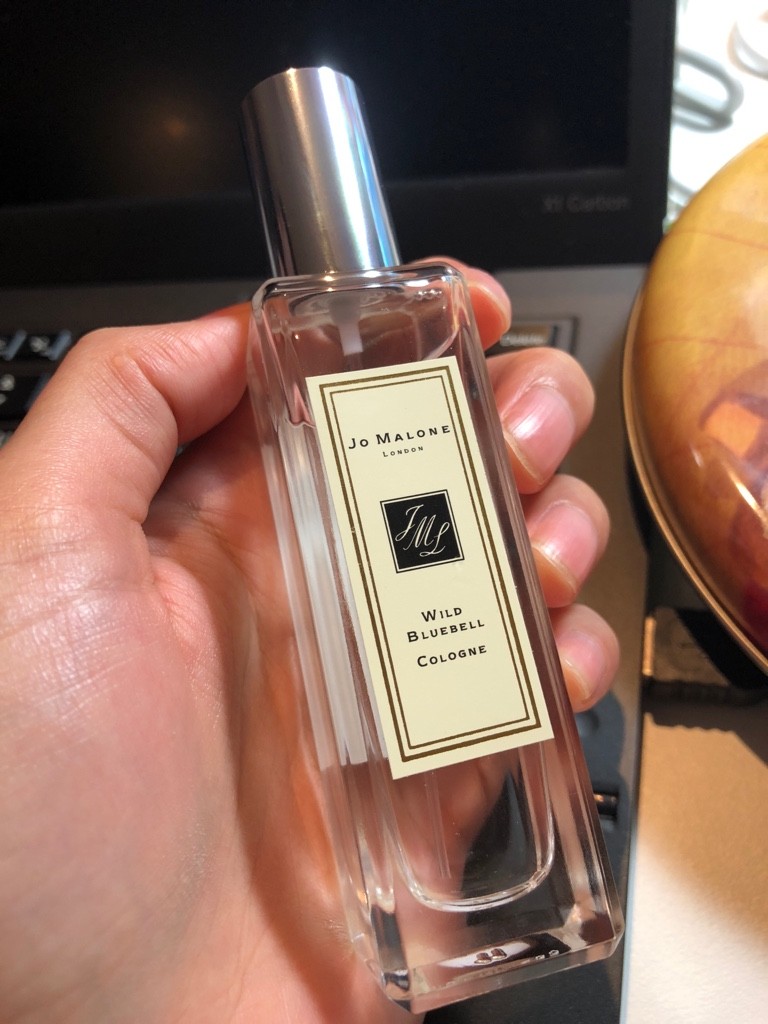 X1 Carbon
JO MALONE
LONDON
JML
WILD
BLUEBELL
COLOGNE